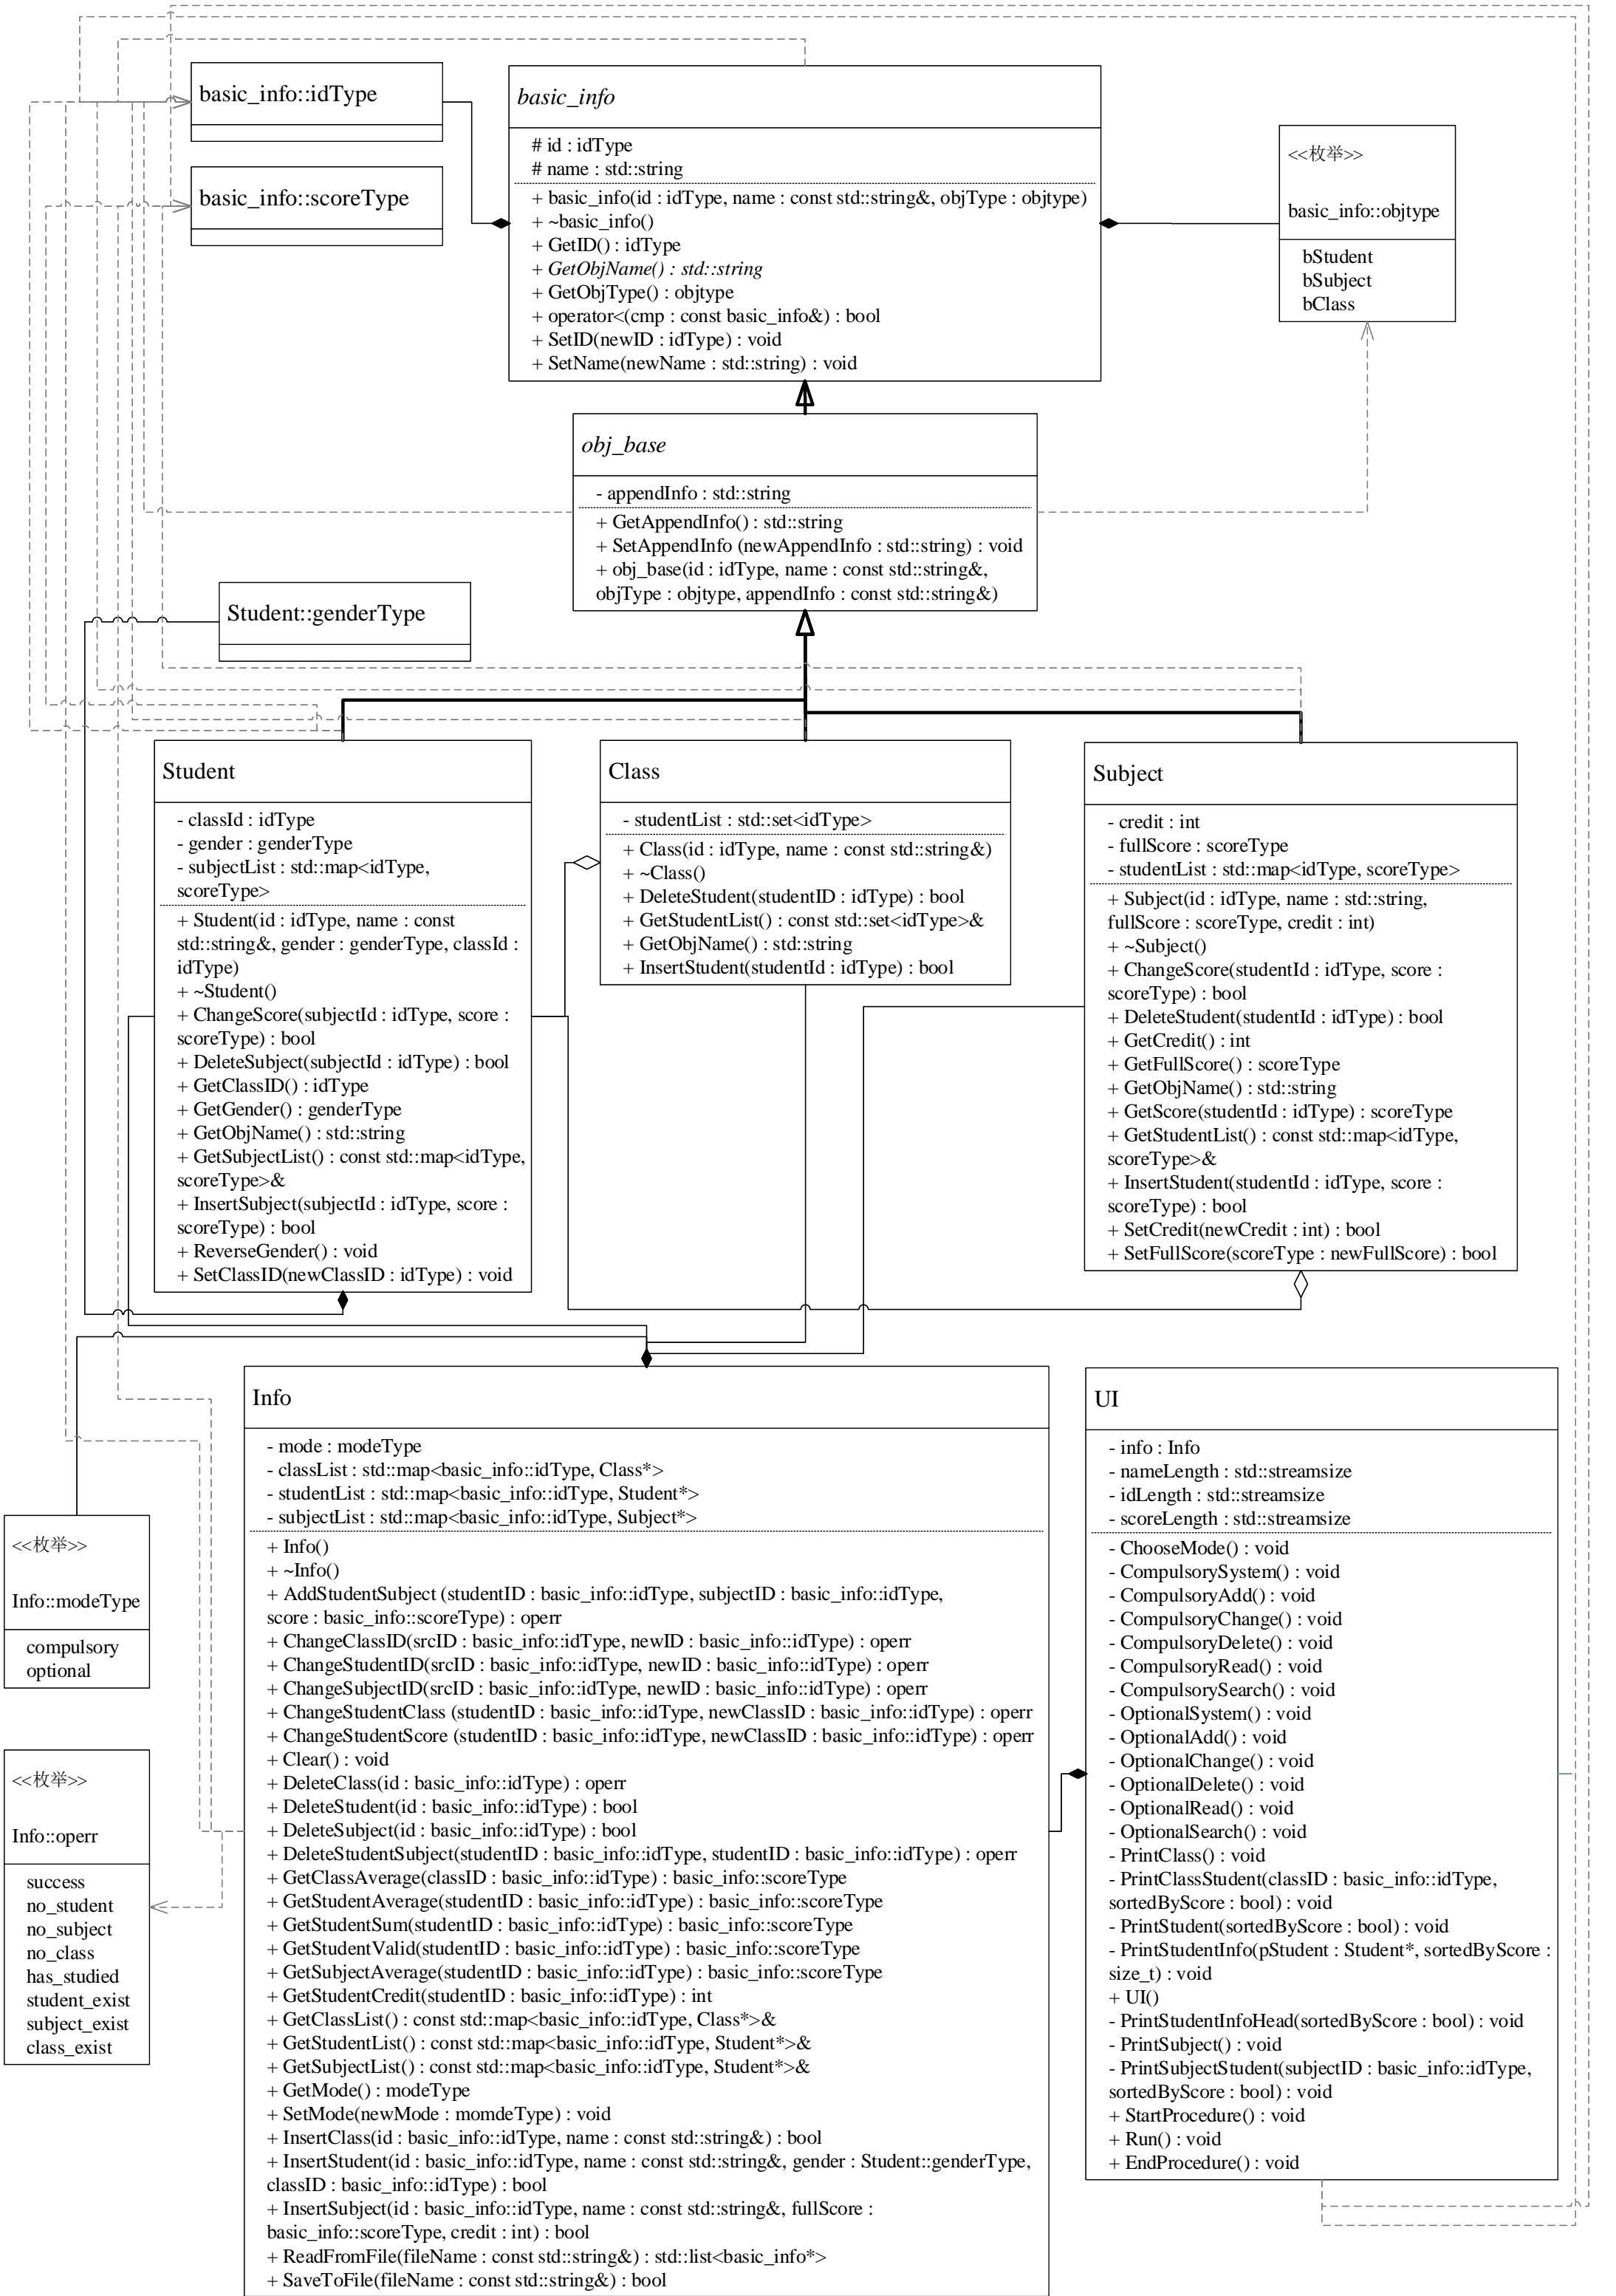 basic_info::idType
basic_info::scoreType
basic_info
# id : idType
# name : std::string
+ basic_info(id : idType, name : const std::string&, objType : objtype)
+ ~basic_info()
+ GetID() : idType
+ GetObjName() : std::string
+ GetObjType() : objtype
+ operator<(cmp : const basic_info&) : bool
+ SetID(newID : idType) : void
+ SetName(newName : std::string) : void
<<枚举>>
basic_info::objtype
bStudent
bSubject
bClass
obj_base
- appendInfo : std::string
+ GetAppendInfo() : std::string
+ SetAppendInfo (newAppendInfo : std::string) : void
+ obj_base(id : idType, name : const std::string&,
objType : objtype, appendInfo : const std::string&)
Student::genderType
Student
- classId : idType
- gender : genderType
- subjectList : std::map<idType,
scoreType>
+ Student(id : idType, name : const
std::string&, gender : genderType, classId :
idType)
+ ~Student()
+ ChangeScore(subjectId : idType, score :
scoreType) : bool
+ DeleteSubject(subjectId : idType) : bool
+ GetClassID() : idType
+ GetGender() : genderType
+ GetObjName() : std::string
+ GetSubjectList() : const std::map<idType,
scoreType>&
+ InsertSubject(subjectId : idType, score :
scoreType) : bool
+ ReverseGender() : void
+ SetClassID(newClassID : idType) : void
Class
- studentList : std::set<idType>
+ Class(id : idType, name : const std::string&)
+ ~Class()
+ DeleteStudent(studentID : idType) : bool
+ GetStudentList() : const std::set<idType>&
+ GetObjName() : std::string
+ InsertStudent(studentId : idType) : bool
Subject
- credit : int
- fullScore : scoreType
- studentList : std::map<idType, scoreType>
+ Subject(id : idType, name : std::string,
fullScore : scoreType, credit : int)
+ ~Subject()
+ ChangeScore(studentId : idType, score :
scoreType) : bool
+ DeleteStudent(studentId : idType) : bool
+ GetCredit() : int
+ GetFullScore() : scoreType
+ GetObjName() : std::string
+ GetScore(studentId : idType) : scoreType
+ GetStudentList() : const std::map<idType,
scoreType>&
+ InsertStudent(studentId : idType, score :
scoreType) : bool
+ SetCredit(newCredit : int) : bool
+ SetFullScore(scoreType : newFullScore) : bool
<<枚举>>
Info::modeType
compulsory
optional
<<枚举>>
Info::operr
success
no_student
no_subject
no_class
has_studied
student_exist
subject_exist
class_exist
Info
- mode : modeType
- classList : std::map<basic_info::idType, Class*>
- studentList : std::map<basic_info::idType, Student*>
- subjectList : std::map<basic_info::idType, Subject*>
+ Info()
+ ~Info()
+ AddStudentSubject (studentID : basic_info::idType, subjectID : basic_info::idType,
score : basic_info::scoreType) : operr
+ ChangeClassID(srcID : basic_info::idType, newID : basic_info::idType) : operr
+ ChangeStudentID(srcID : basic_info::idType, newID : basic_info::idType) : operr
+ ChangeSubjectID(srcID : basic_info::idType, newID : basic_info::idType) : operr
+ ChangeStudentClass (studentID : basic_info::idType, newClassID : basic_info::idType) : operr
+ ChangeStudentScore (studentID : basic_info::idType, newClassID : basic_info::idType) : operr
+ Clear() : void
+ DeleteClass(id : basic_info::idType) : operr
+ DeleteStudent(id : basic_info::idType) : bool
+ DeleteSubject(id : basic_info::idType) : bool
+ DeleteStudentSubject(studentID : basic_info::idType, studentID : basic_info::idType) : operr
+ GetClassAverage(classID : basic_info::idType) : basic_info::scoreType
+ GetStudentAverage(studentID : basic_info::idType) : basic_info::scoreType
+ GetStudentSum(studentID : basic_info::idType) : basic_info::scoreType
+ GetStudentValid(studentID : basic_info::idType) : basic_info::scoreType
+ GetSubjectAverage(studentID : basic_info::idType) : basic_info::scoreType
+ GetStudentCredit(studentID : basic_info::idType) : int
+ GetClassList() : const std::map<basic_info::idType, Class*>&
+ GetStudentList() : const std::map<basic_info::idType, Student*>&
+ GetSubjectList() : const std::map<basic_info::idType, Student*>&
+ GetMode() : modeType
+ SetMode(newMode : momdeType) : void
+ InsertClass(id : basic_info::idType, name : const std::string&) : bool
+ InsertStudent(id : basic_info::idType, name : const std::string&, gender : Student::genderType,
classID : basic_info::idType) : bool
+ InsertSubject(id : basic_info::idType, name : const std::string&, fullScore :
basic_info::scoreType, credit : int) : bool
+ ReadFromFile(fileName : const std::string&) : std::list<basic_info*>
+ SaveToFile(fileName : const std::string&) : bool
UI
- info : Info
- nameLength : std::streamsize
- idLength : std::streamsize
- scoreLength : std::streamsize
- ChooseMode() : void
- CompulsorySystem() : void
- CompulsoryAdd() : void
- CompulsoryChange() : void
- CompulsoryDelete() : void
- CompulsoryRead() : void
- CompulsorySearch() : void
- OptionalSystem() : void
- OptionalAdd() : void
- OptionalChange() : void
- OptionalDelete() : void
- OptionalRead() : void
- OptionalSearch() : void
- PrintClass() : void
- PrintClassStudent(classID : basic_info::idType,
sortedByScore : bool) : void
- PrintStudent(sortedByScore : bool) : void
- PrintStudentInfo(pStudent : Student*, sortedByScore :
size_t) : void
+ UI()
- PrintStudentInfoHead(sortedByScore : bool) : void
- PrintSubject() : void
- PrintSubjectStudent(subjectID : basic_info::idType,
sortedByScore : bool) : void
+ StartProcedure() : void
+ Run() : void
+ EndProcedure() : void